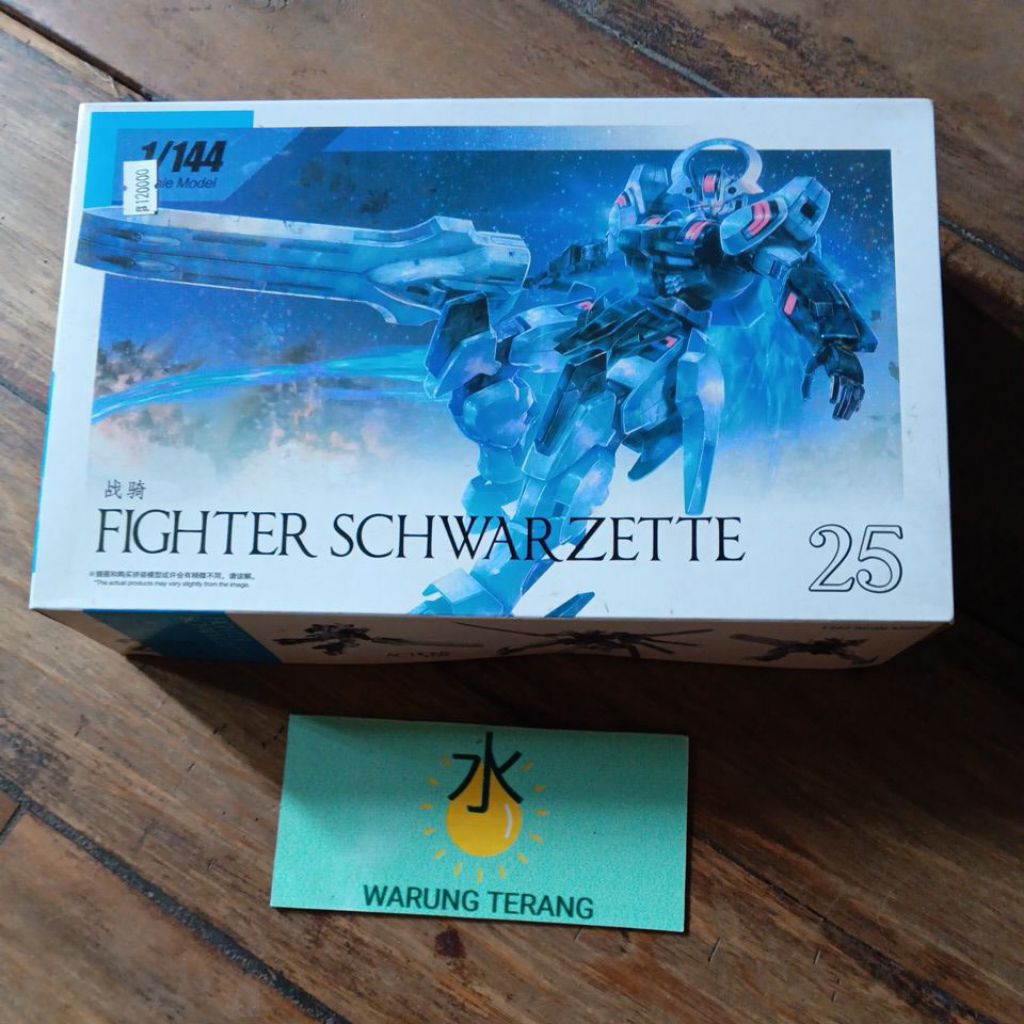 1/144
Scale Model
120000
战骑
FIGHTER SCHWARZETTE
25
*The actual products may vary slightly from the image.
水
WARUNG TERANG